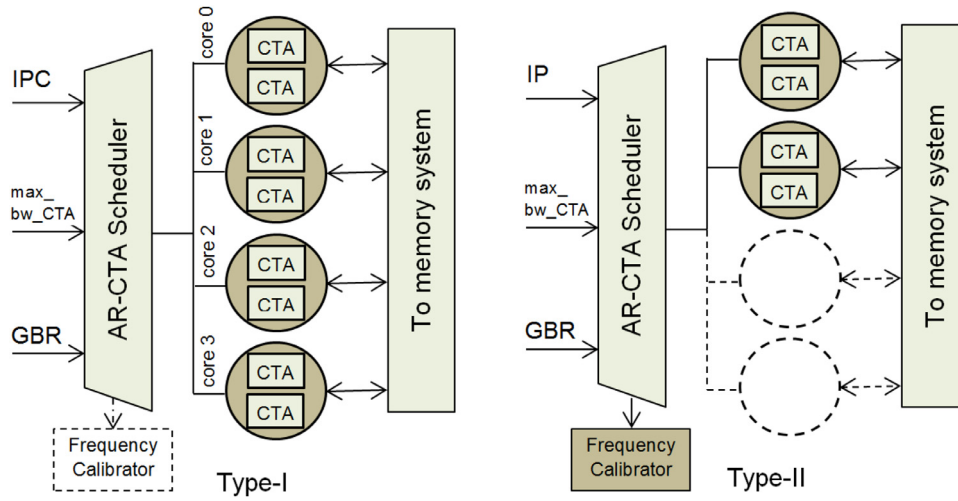 IPC
max_
bw_CTA
GBR
AR-CTA Scheduler
core 0
CTA
CTA
core 1
CTA
CTA
core 2
CTA
CTA
core 3
CTA
CTA
To memory system
Frequency
Calibrator
Type-I
IP
max_
bw_CTA
GBR
AR-CTA Scheduler
CTA
CTA
CTA
CTA
To memory system
Frequency
Calibrator
Type-II